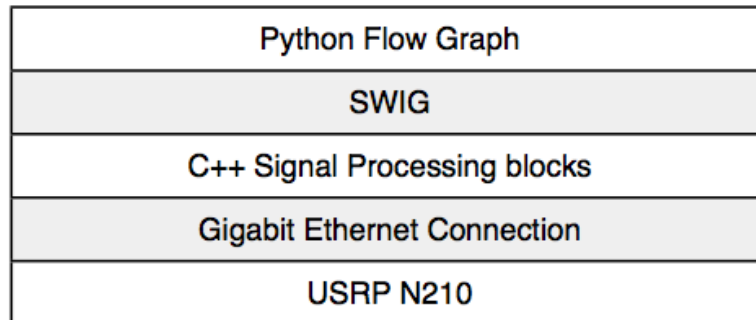 Python Flow Graph
SWIG
C++ Signal Processing blocks
Gigabit Ethernet Connection
USRP N210